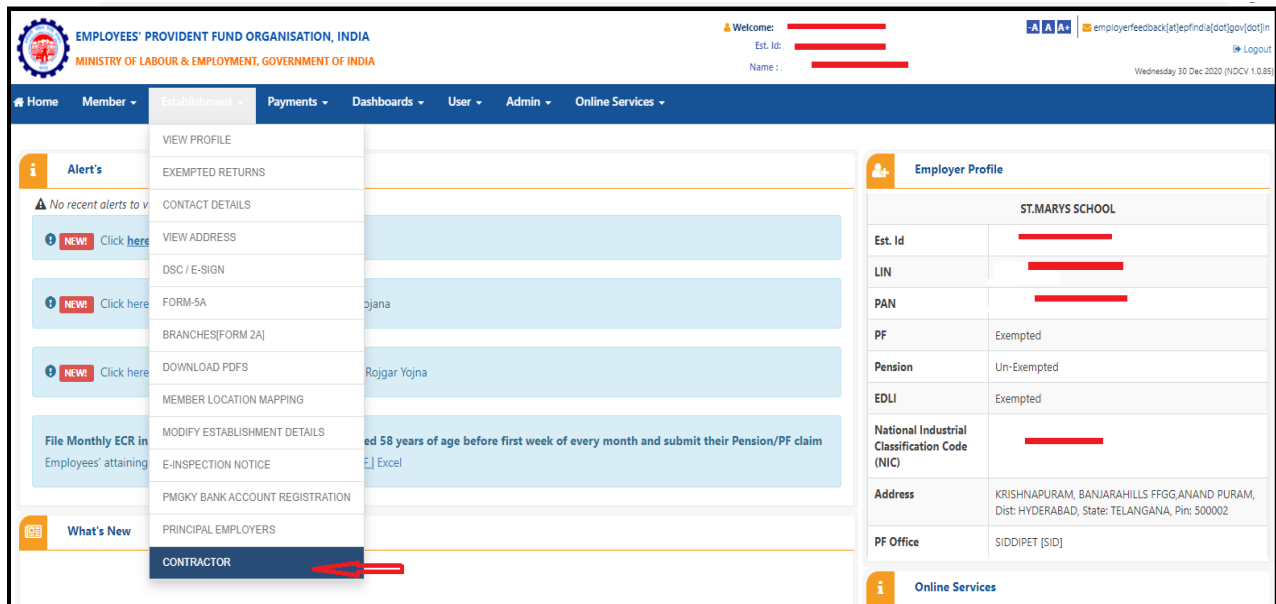 EMPLOYEES' PROVIDENT FUND ORGANISATION, INDIA
MINISTRY OF LABOUR & EMPLOYMENT, GOVERNMENT OF INDIA
Welcome:
Est. Id:
Name : .
-A A A+
employerfeedback[at]epfindia[dot]gov[dot]in
Logout
Wednesday 30 Dec 2020 (NDCV 1.0.85)
Home Member Establishment Payments Dashboards User Admin Online Services
VIEW PROFILE
EXEMPTED RETURNS
CONTACT DETAILS
VIEW ADDRESS
DSC / E-SIGN
FORM-5A
BRANCHES[FORM 2A]
DOWNLOAD PDFS
MEMBER LOCATION MAPPING
MODIFY ESTABLISHMENT DETAILS
E-INSPECTION NOTICE
PMGKY BANK ACCOUNT REGISTRATION
PRINCIPAL EMPLOYERS
CONTRACTOR
Alert's
No recent alerts to
NEW! Click here
NEW! Click here
NEW! Click here Rojgar Yojna
File Monthly ECR in ed 58 years of age before first week of every month and submit their Pension/PF claim
Employees' attaining | Excel
What's New
Employer Profile
ST.MARYS SCHOOL
Est. Id
LIN
PAN
PF Exempted
Pension Un-Exempted
EDLI Exempted
National Industrial
Classification Code
(NIC)
Address KRISHNAPURAM, BANJARAHILLS FFGG,ANAND PURAM,
Dist: HYDERABAD, State: TELANGANA, Pin: 500002
PF Office SIDDIPET [SID]
Online Services